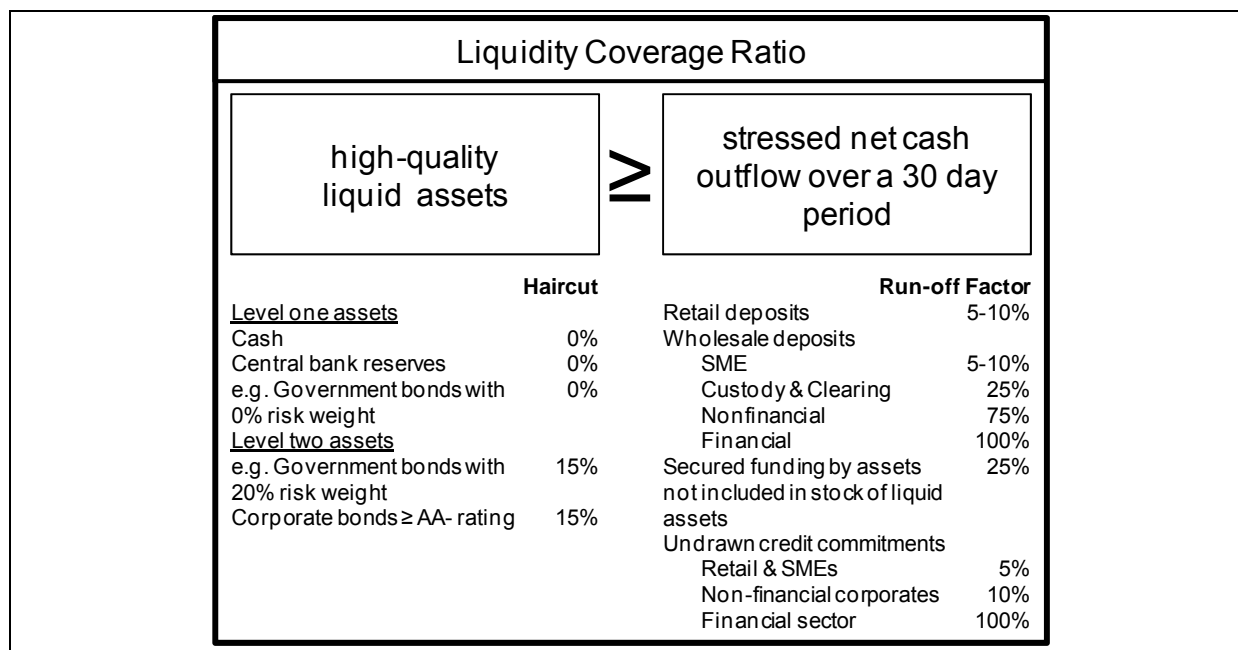 Liquidity Coverage Ratio
high-quality
liquid assets
≥
stressed net cash
outflow over a 30 day
period
Haircut
Level one assets
Cash 0%
Central bank reserves 0%
e.g. Government bonds with 0%
0% risk weight
Level two assets
e.g. Government bonds with 15%
20% risk weight
Corporate bonds ≥ AA- rating 15%
Run-off Factor
Retail deposits 5-10%
Wholesale deposits
SME 5-10%
Custody & Clearing 25%
Nonfinancial 75%
Financial 100%
Secured funding by assets 25%
not included in stock of liquid
assets
Undrawn credit commitments
Retail & SMEs 5%
Non-financial corporates 10%
Financial sector 100%